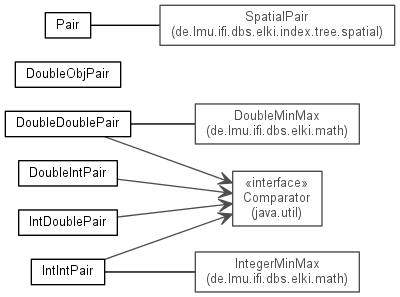 Pair
SpatialPair
(de.lmu.ifi.dbs.elki.index.tree.spatial)
DoubleObjPair
DoubleDoublePair
DoubleMinMax
(de.lmu.ifi.dbs.elki.math)
DoubleIntPair
«interface»
Comparator
(java.util)
IntDoublePair
IntIntPair
IntegerMinMax
(de.lmu.ifi.dbs.elki.math)